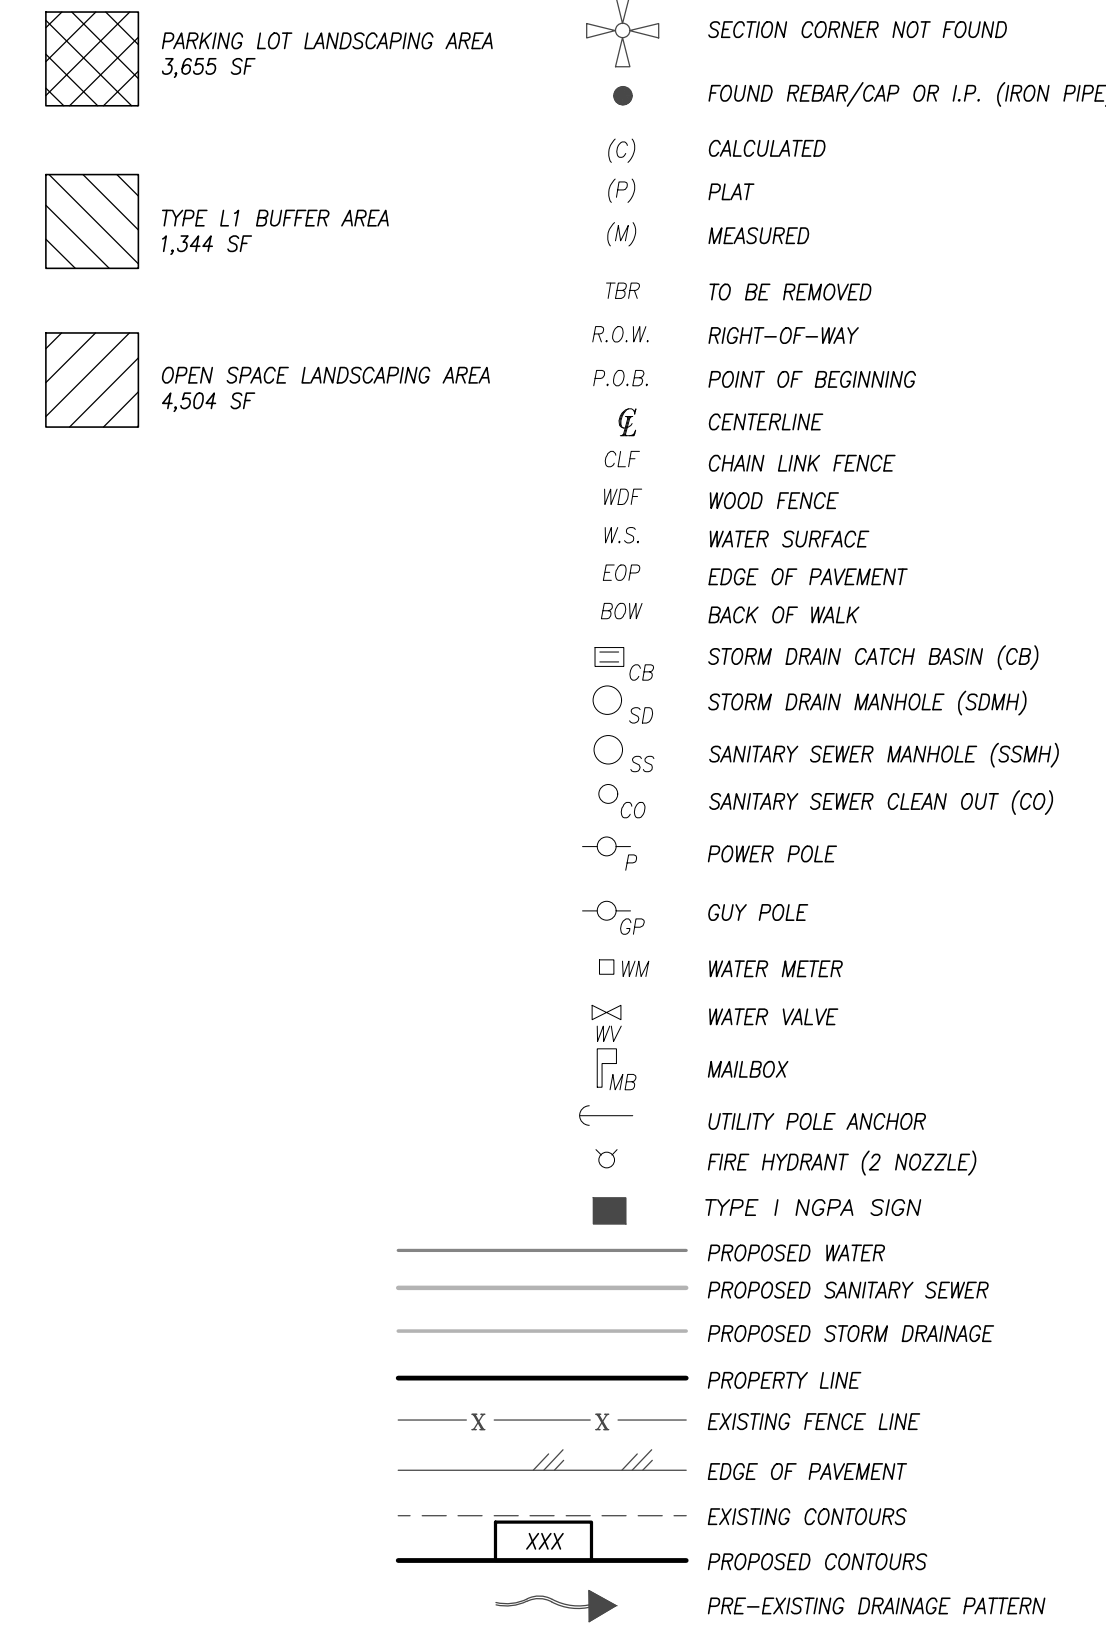 PARKING LOT LANDSCAPING AREA
3,655 SF
TYPE L1 BUFFER AREA
1,344 SF
OPEN SPACE LANDSCAPING AREA
4,504 SF
SECTION CORNER NOT FOUND
FOUND REBAR/CAP OR I.P. (IRON PIPE)
(C) CALCULATED
(P) PLAT
(M) MEASURED
TBR TO BE REMOVED
R.O.W. RIGHT-OF-WAY
P.O.B. POINT OF BEGINNING
℄ CENTERLINE
CLF CHAIN LINK FENCE
WDF WOOD FENCE
W.S. WATER SURFACE
EOP EDGE OF PAVEMENT
BOW BACK OF WALK
CB STORM DRAIN CATCH BASIN (CB)
SD STORM DRAIN MANHOLE (SDMH)
SS SANITARY SEWER MANHOLE (SSMH)
CO SANITARY SEWER CLEAN OUT (CO)
P POWER POLE
GP GUY POLE
WM WATER METER
WV WATER VALVE
MB MAILBOX
UTILITY POLE ANCHOR
FIRE HYDRANT (2 NOZZLE)
TYPE I NGPA SIGN
PROPOSED WATER
PROPOSED SANITARY SEWER
PROPOSED STORM DRAINAGE
PROPERTY LINE
X X EXISTING FENCE LINE
EDGE OF PAVEMENT
EXISTING CONTOURS
XXX PROPOSED CONTOURS
PRE-EXISTING DRAINAGE PATTERN